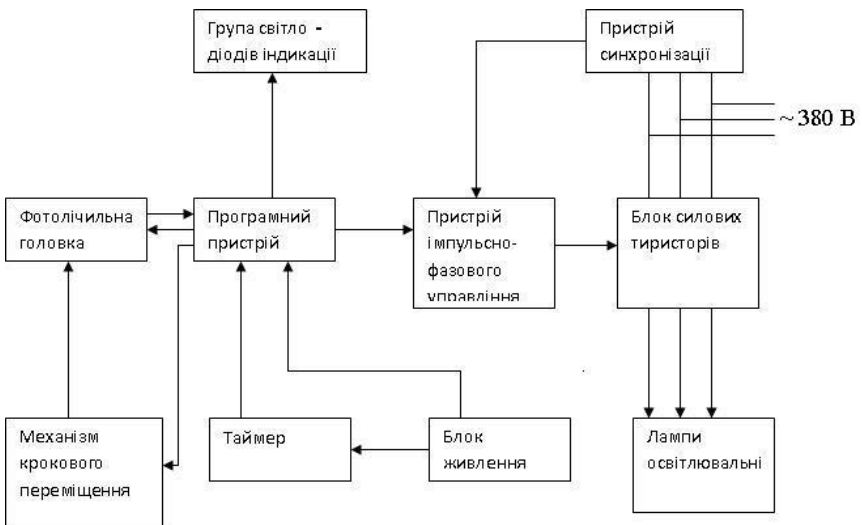 Група світло -
діодів індикації
Пристрій
синхронізації
~ 380 В
Фотолічильна
головка
Програмний
пристрій
Пристрій
імпульсно-
фазового
управління
Блок силових
тиристорів
Механізм
крокового
переміщення
Таймер
Блок
живлення
Лампи
освітлювальні